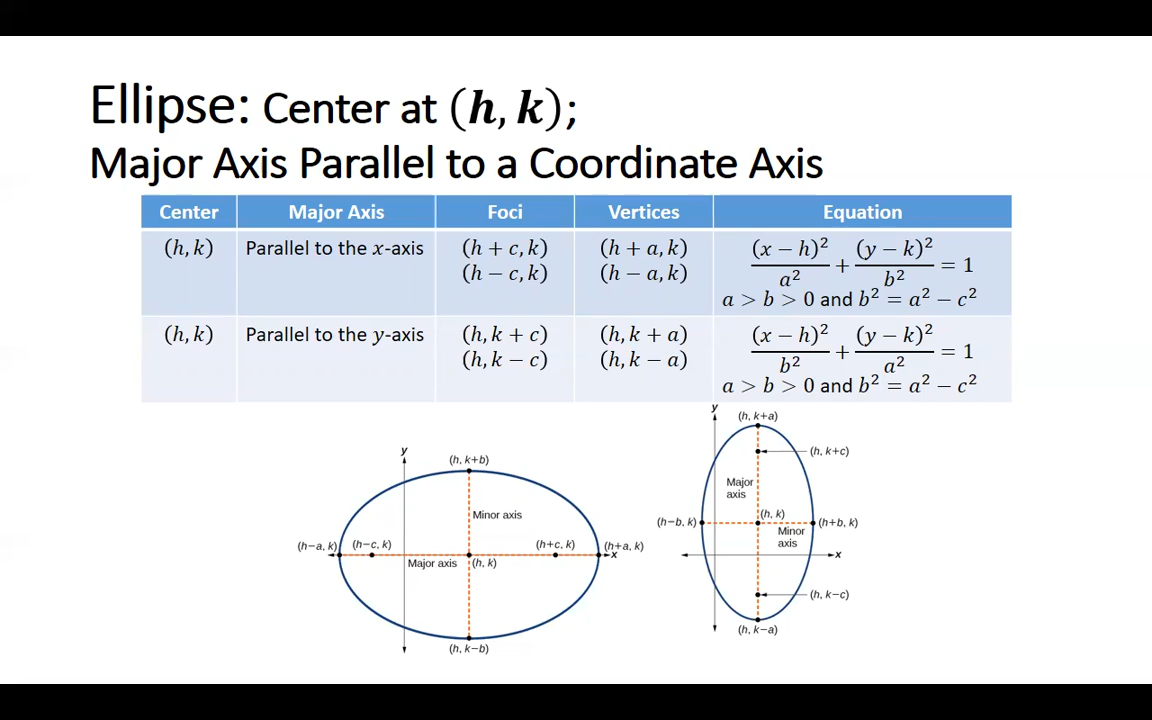 Ellipse: Center at (h, k);
Major Axis Parallel to a Coordinate Axis
Center Major Axis Foci Vertices Equation
(h, k) Parallel to the x-axis (h + c, k) (h − c, k) (h + a, k) (h − a, k) (x − h)²/a² + (y − k)²/b² = 1
a > b > 0 and b² = a² − c²
(h, k) Parallel to the y-axis (h, k + c) (h, k − c) (h, k + a) (h, k − a) (x − h)²/b² + (y − k)²/a² = 1
a > b > 0 and b² = a² − c²
y
(h, k+b)
Minor axis
(h−a, k) (h−c, k) (h+c, k) (h+a, k)
x
Major axis (h, k)
(h, k−b)
y
(h, k+a)
(h, k+c)
Major
axis
(h, k)
(h−b, k) (h+b, k)
Minor
axis
x
(h, k−c)
(h, k−a)